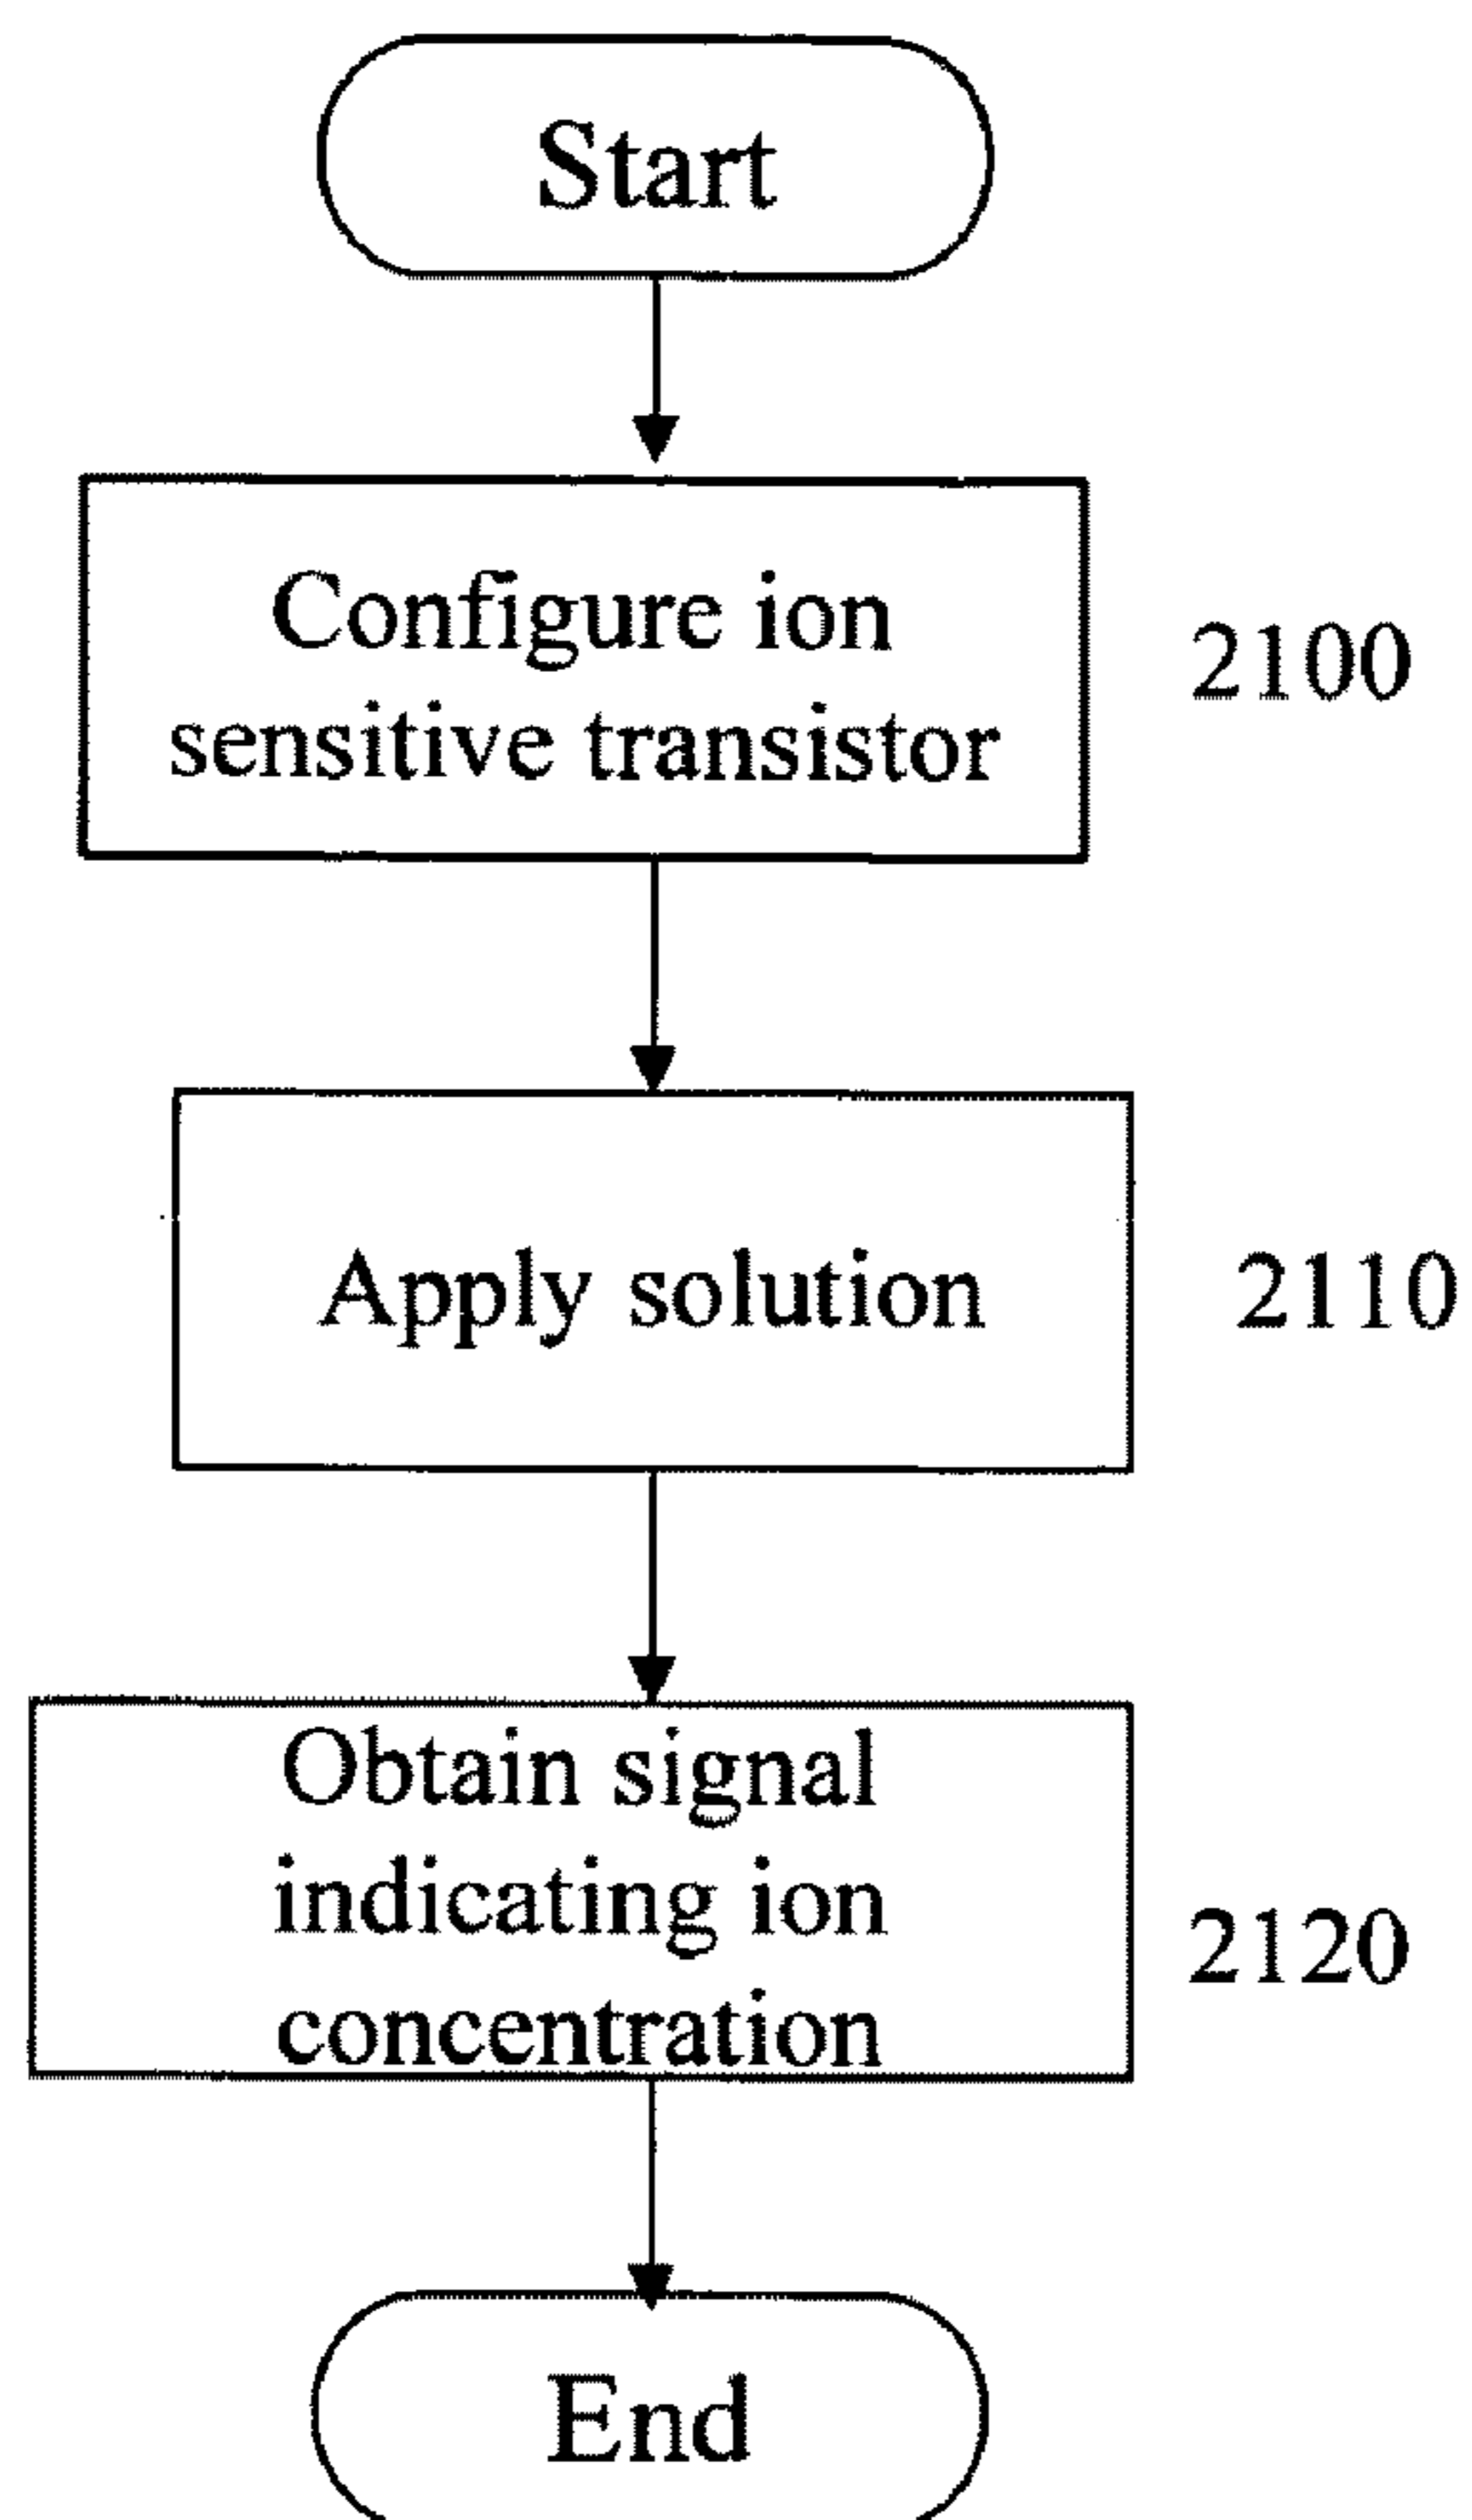 Start
Configure ion
sensitive transistor
2100
Apply solution
2110
Obtain signal
indicating ion
concentration
2120
End